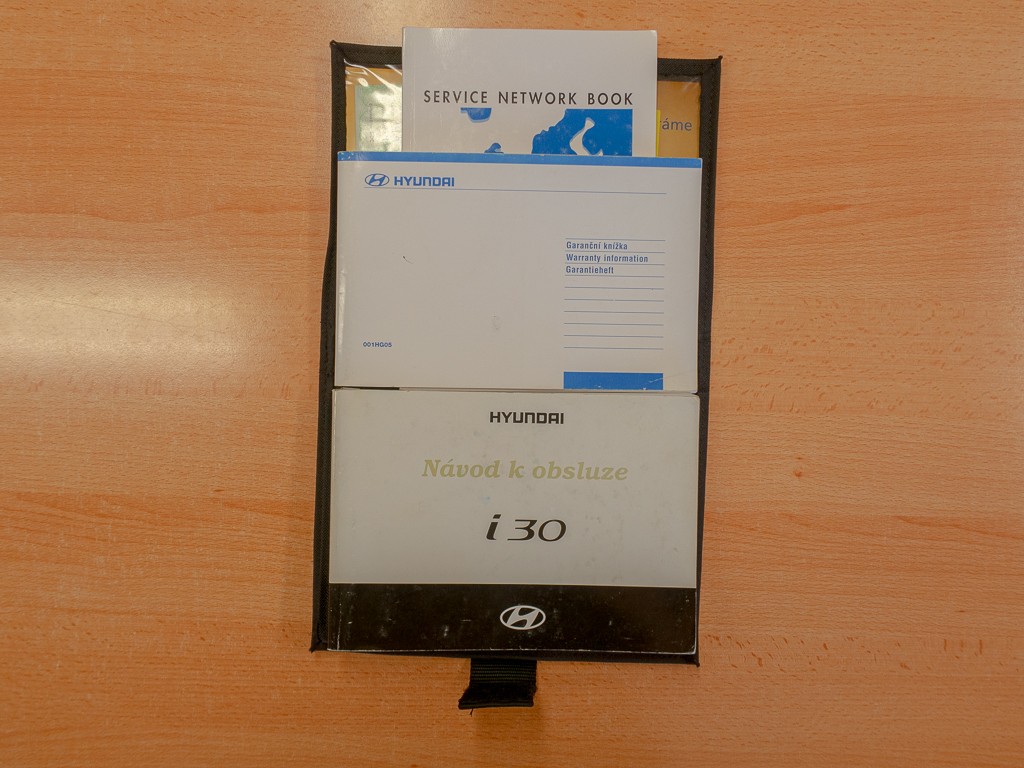 SERVICE NETWORK BOOK
áme
HYUNDAI
Garanční knížka
Warranty information
Garantieheft
001HG05
HYUNDAI
Návod k obsluze
i30